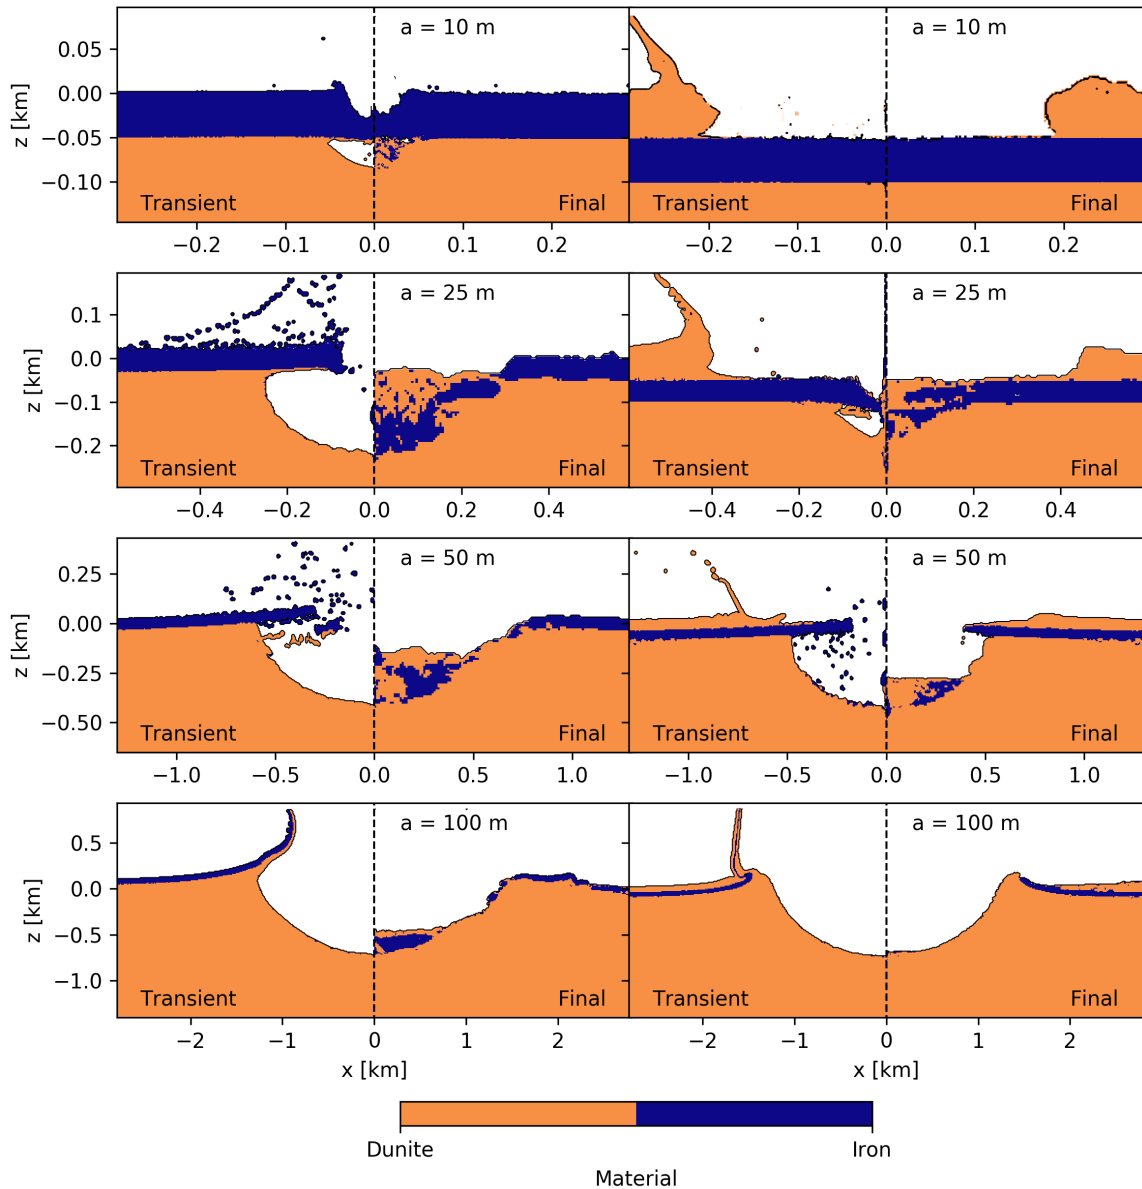 a = 10 m
a = 10 m
z [km]
0.05
0.00
−0.05
−0.10
Transient
Final
Transient
Final
−0.2
−0.1
0.0
0.1
0.2
−0.2
−0.1
0.0
0.1
0.2
a = 25 m
a = 25 m
z [km]
0.1
0.0
−0.1
−0.2
Transient
Final
Transient
Final
−0.4
−0.2
0.0
0.2
0.4
−0.4
−0.2
0.0
0.2
0.4
a = 50 m
a = 50 m
z [km]
0.25
0.00
−0.25
−0.50
Transient
Final
Transient
Final
−1.0
−0.5
0.0
0.5
1.0
−1.0
−0.5
0.0
0.5
1.0
a = 100 m
a = 100 m
z [km]
0.5
0.0
−0.5
−1.0
Transient
Final
Transient
Final
−2
−1
0
1
2
−2
−1
0
1
2
x [km]
x [km]
Dunite
Iron
Material